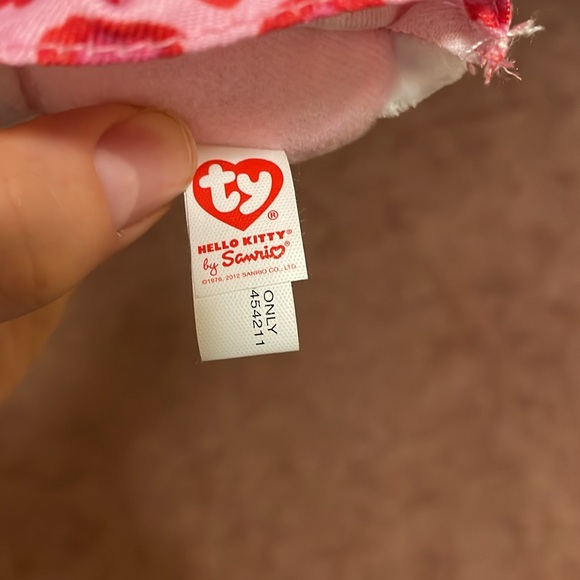 ty®
HELLO KITTY®
by Sanrio®
©1976, 2012 SANRIO CO., LTD.
ONLY
454211